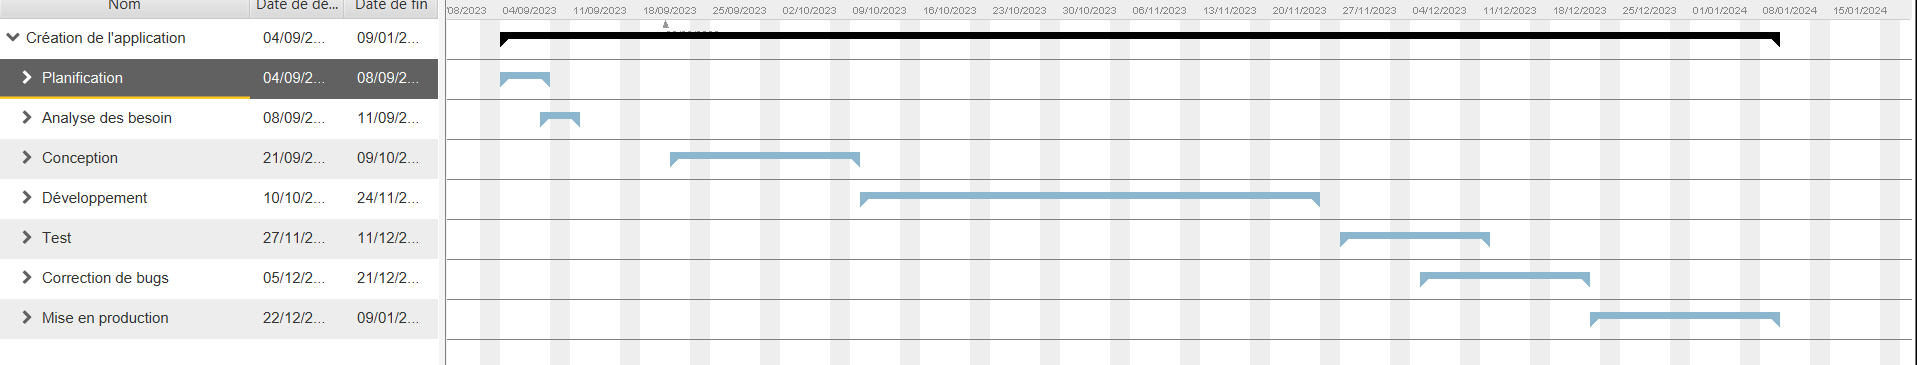 Nom Date de de... Date de fin
/08/2023 04/09/2023 11/09/2023 18/09/2023 25/09/2023 02/10/2023 09/10/2023 16/10/2023 23/10/2023 30/10/2023 06/11/2023 13/11/2023 20/11/2023 27/11/2023 04/12/2023 11/12/2023 18/12/2023 25/12/2023 01/01/2024 08/01/2024 15/01/2024
Création de l'application 04/09/2... 09/01/2...
Planification 04/09/2... 08/09/2...
Analyse des besoin 08/09/2... 11/09/2...
Conception 21/09/2... 09/10/2...
Développement 10/10/2... 24/11/2...
Test 27/11/2... 11/12/2...
Correction de bugs 05/12/2... 21/12/2...
Mise en production 22/12/2... 09/01/2...